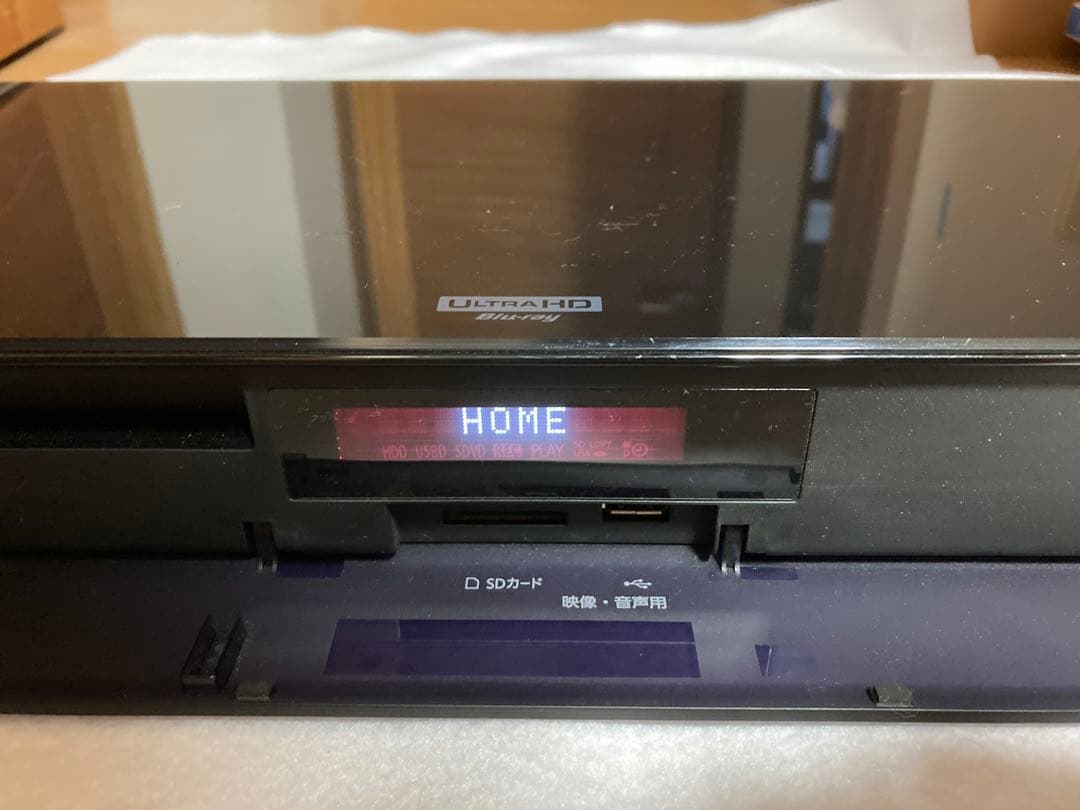 ULTRA HD
Blu-ray
HOME
HDD USBD SDVD REC PLAY
SDカード
映像・音声用